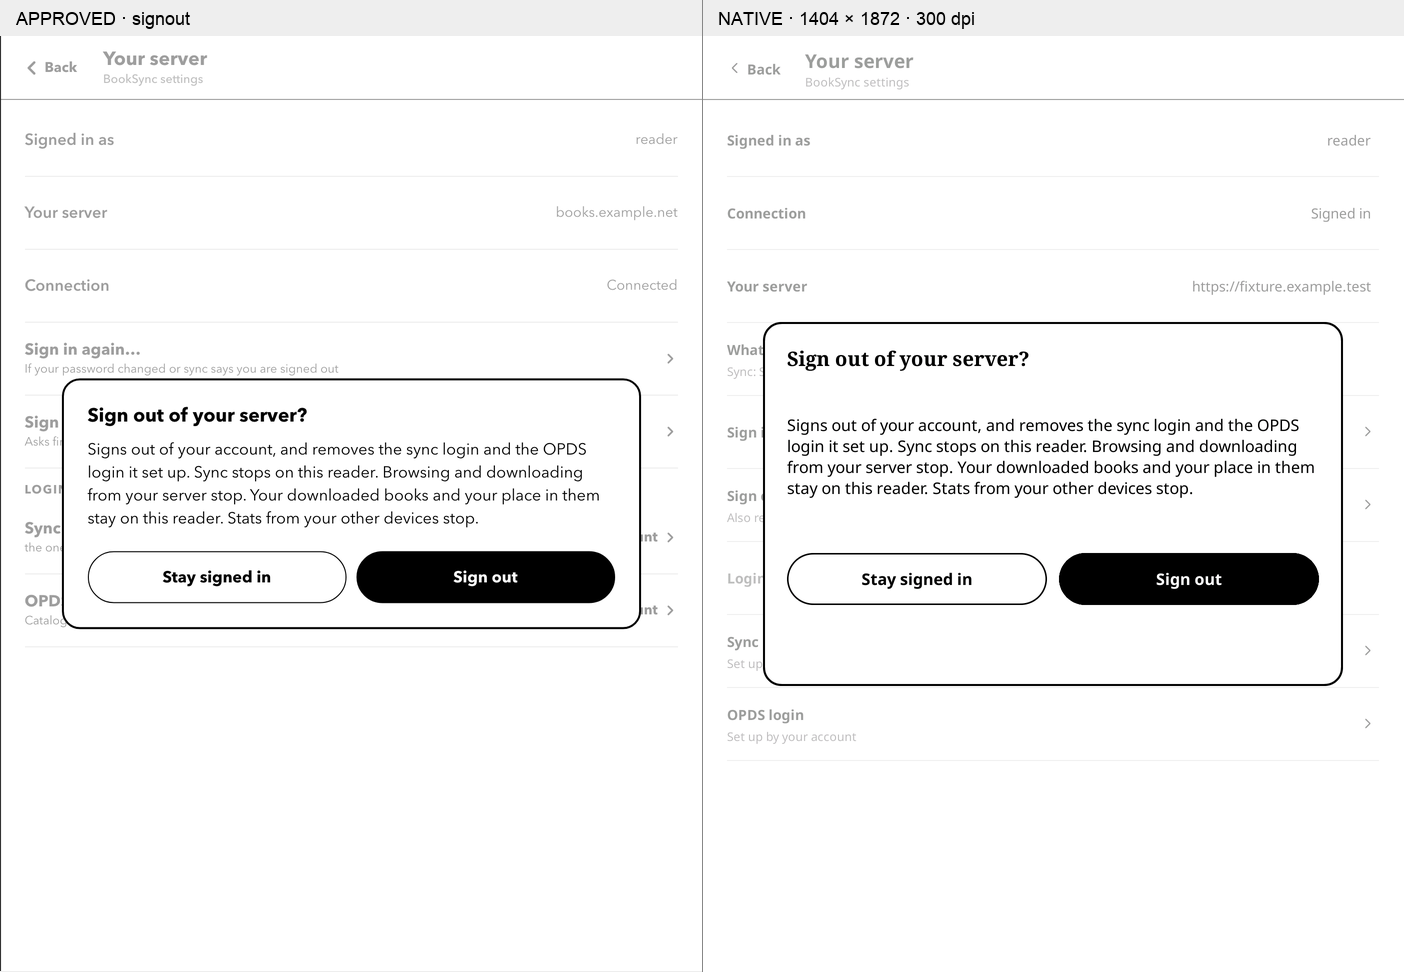 APPROVED · signout
Back
Your server
BookSync settings
Signed in as
reader
Your server
books.example.net
Connection
Connected
Sign in again...
If your password changed or sync says you are signed out
Sign
Asks
LOGIN
Sync
the one
OPD
Catalog
Sign out of your server?
Signs out of your account, and removes the sync login and the OPDS
login it set up. Sync stops on this reader. Browsing and downloading
from your server stop. Your downloaded books and your place in them
stay on this reader. Stats from your other devices stop.
Stay signed in
Sign out
NATIVE · 1404 × 1872 · 300 dpi
Back
Your server
BookSync settings
Signed in as
reader
Connection
Signed in
Your server
https://fixture.example.test
What
Sync:
Sign
Sign
Also
Login
Sync
Set up
Sign out of your server?
Signs out of your account, and removes the sync login and the OPDS
login it set up. Sync stops on this reader. Browsing and downloading
from your server stop. Your downloaded books and your place in them
stay on this reader. Stats from your other devices stop.
Stay signed in
Sign out
OPDS login
Set up by your account